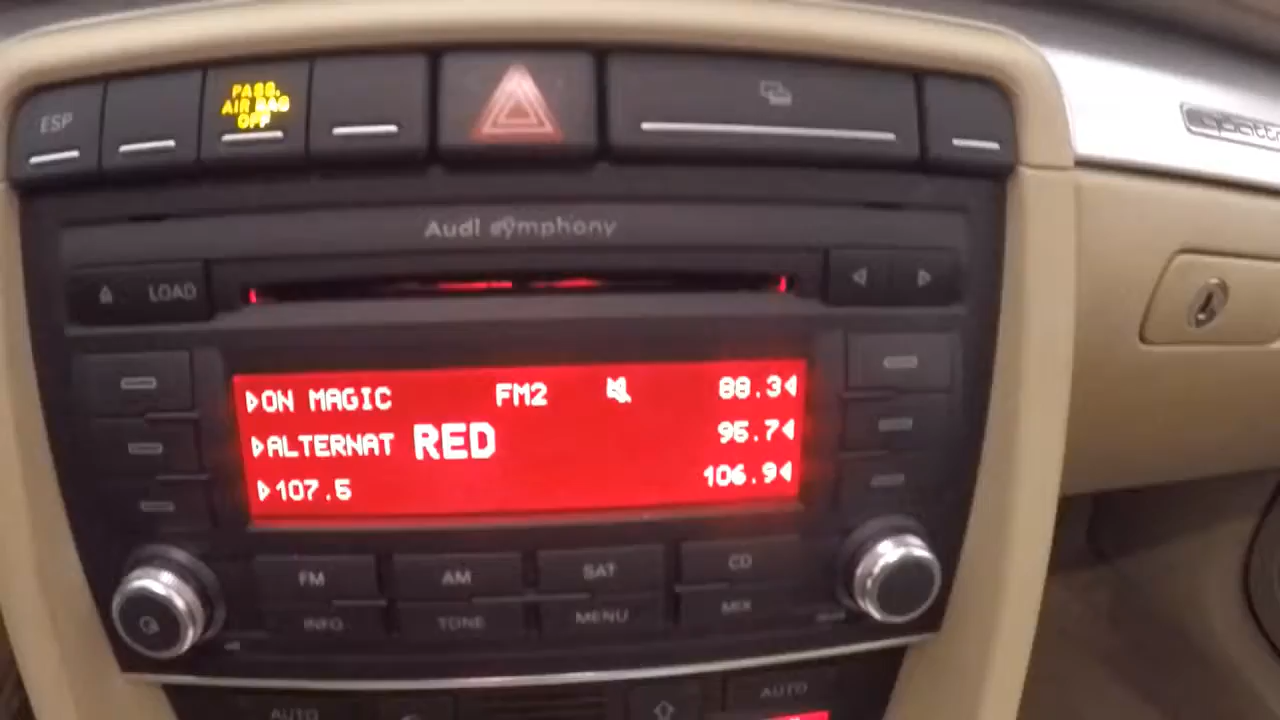 ESP
PASS.
AIR BAG
OFF
quattro
Audi symphony
LOAD
ON MAGIC FM2 88.3
ALTERNAT RED 95.7
107.5 106.9
FM AM SAT CD
INFO TONE MENU MIX
AUTO AUTO